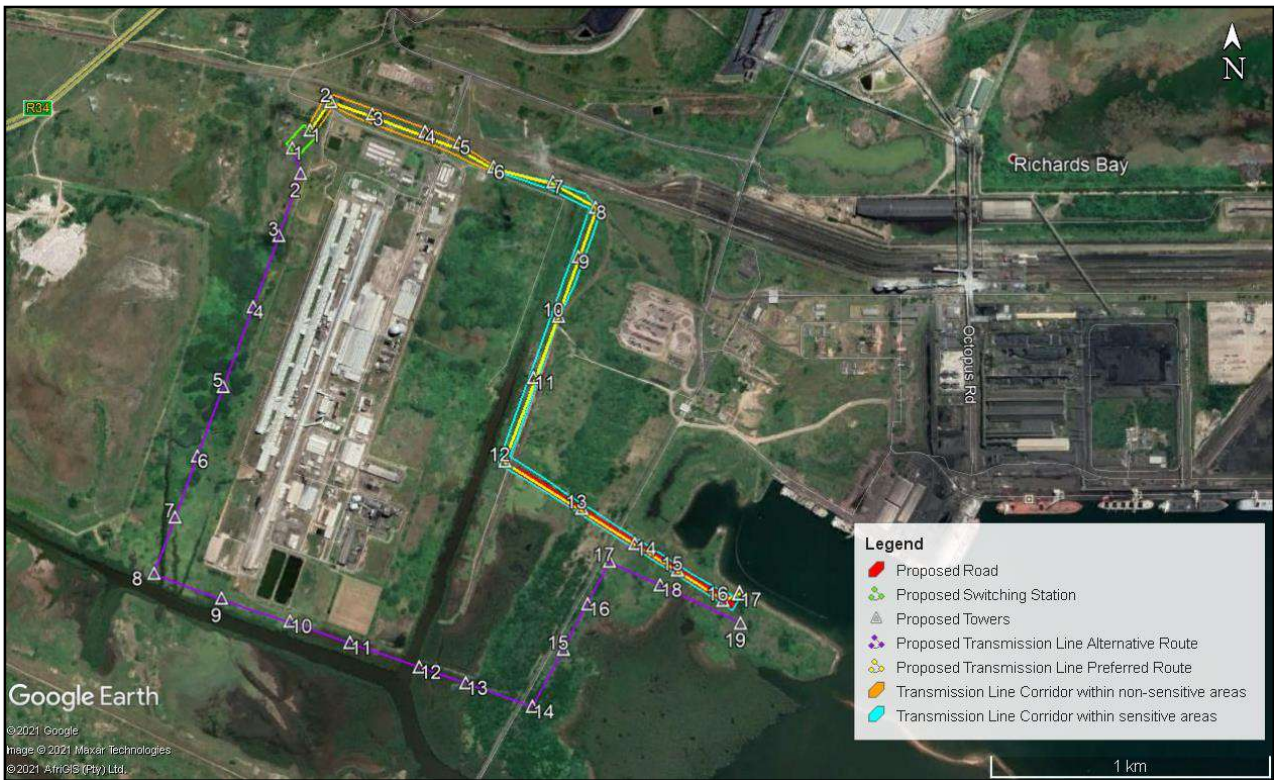 R34
N
Richards Bay
Octopus Rd
2
1
3
4
5
6
7
8
9
10
11
12
13
14
15
16
17
1
2
3
4
5
6
7
8
9
10
11
12
13
14
15
16
17
18
19
Legend
Proposed Road
Proposed Switching Station
Proposed Towers
Proposed Transmission Line Alternative Route
Proposed Transmission Line Preferred Route
Transmission Line Corridor within non-sensitive areas
Transmission Line Corridor within sensitive areas
Google Earth
©2021 Google
Image © 2021 Maxar Technologies
©2021 AfriGIS (Pty) Ltd.
1 km